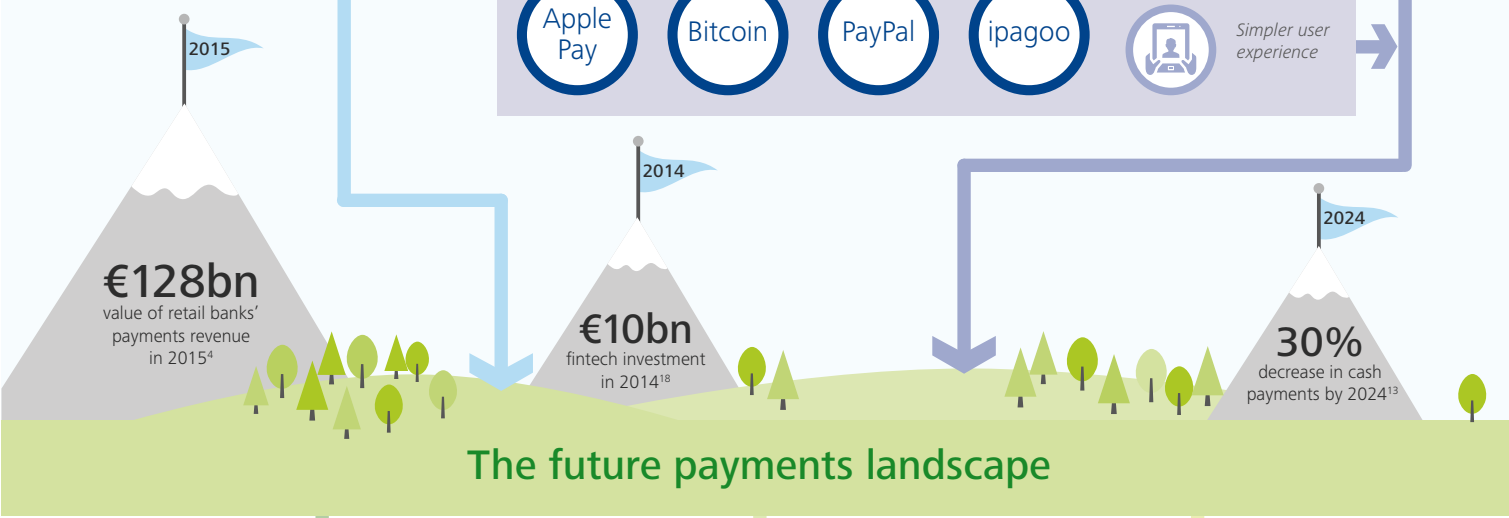 Apple
Pay
Bitcoin
PayPal
ipagoo
Simpler user
experience
2015
€128bn
value of retail banks’
payments revenue
in 2015⁴
2014
€10bn
fintech investment
in 2014¹⁸
2024
30%
decrease in cash
payments by 2024¹³
The future payments landscape